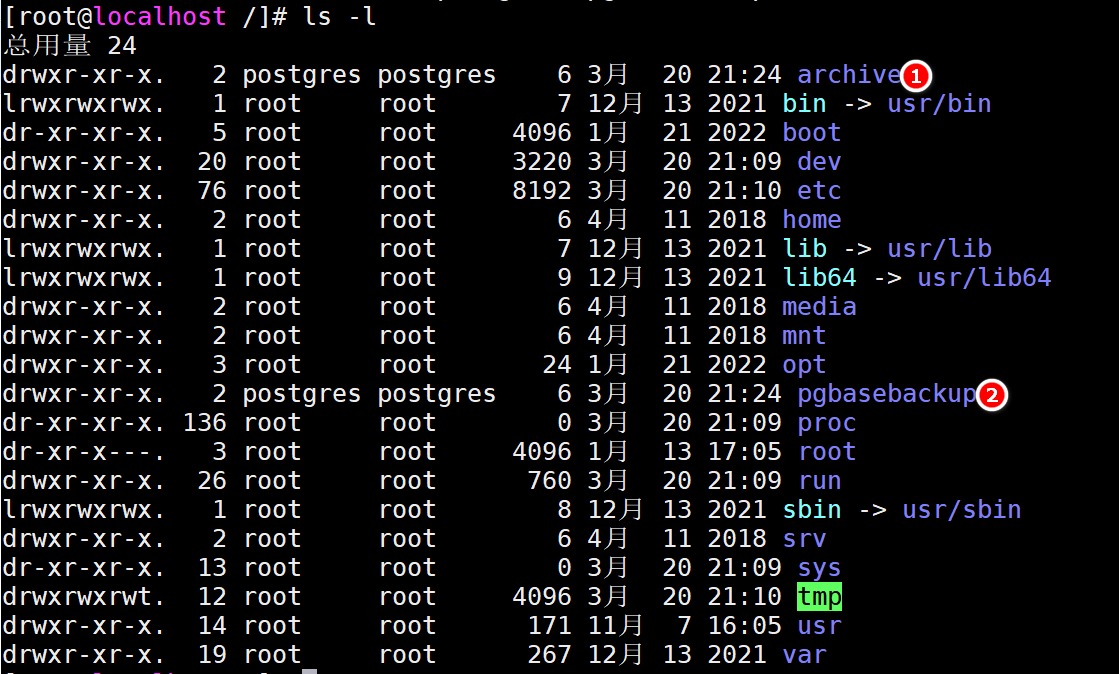 [root@localhost /]# ls -l
总用量 24
drwxr-xr-x.   2 postgres postgres    6 3月   20 21:24 archive ①
lrwxrwxrwx.   1 root     root        7 12月  13 2021 bin -> usr/bin
dr-xr-xr-x.   5 root     root     4096 1月   21 2022 boot
drwxr-xr-x.  20 root     root     3220 3月   20 21:09 dev
drwxr-xr-x.  76 root     root     8192 3月   20 21:10 etc
drwxr-xr-x.   2 root     root        6 4月   11 2018 home
lrwxrwxrwx.   1 root     root        7 12月  13 2021 lib -> usr/lib
lrwxrwxrwx.   1 root     root        9 12月  13 2021 lib64 -> usr/lib64
drwxr-xr-x.   2 root     root        6 4月   11 2018 media
drwxr-xr-x.   2 root     root        6 4月   11 2018 mnt
drwxr-xr-x.   3 root     root       24 1月   21 2022 opt
drwxr-xr-x.   2 postgres postgres    6 3月   20 21:24 pgbasebackup ②
dr-xr-xr-x. 136 root     root        0 3月   20 21:09 proc
dr-xr-x---.   3 root     root     4096 1月   13 17:05 root
drwxr-xr-x.  26 root     root      760 3月   20 21:09 run
lrwxrwxrwx.   1 root     root        8 12月  13 2021 sbin -> usr/sbin
drwxr-xr-x.   2 root     root        6 4月   11 2018 srv
dr-xr-xr-x.  13 root     root        0 3月   20 21:09 sys
drwxrwxrwt.  12 root     root     4096 3月   20 21:10 tmp
drwxr-xr-x.  14 root     root      171 11月   7 16:05 usr
drwxr-xr-x.  19 root     root      267 12月  13 2021 var